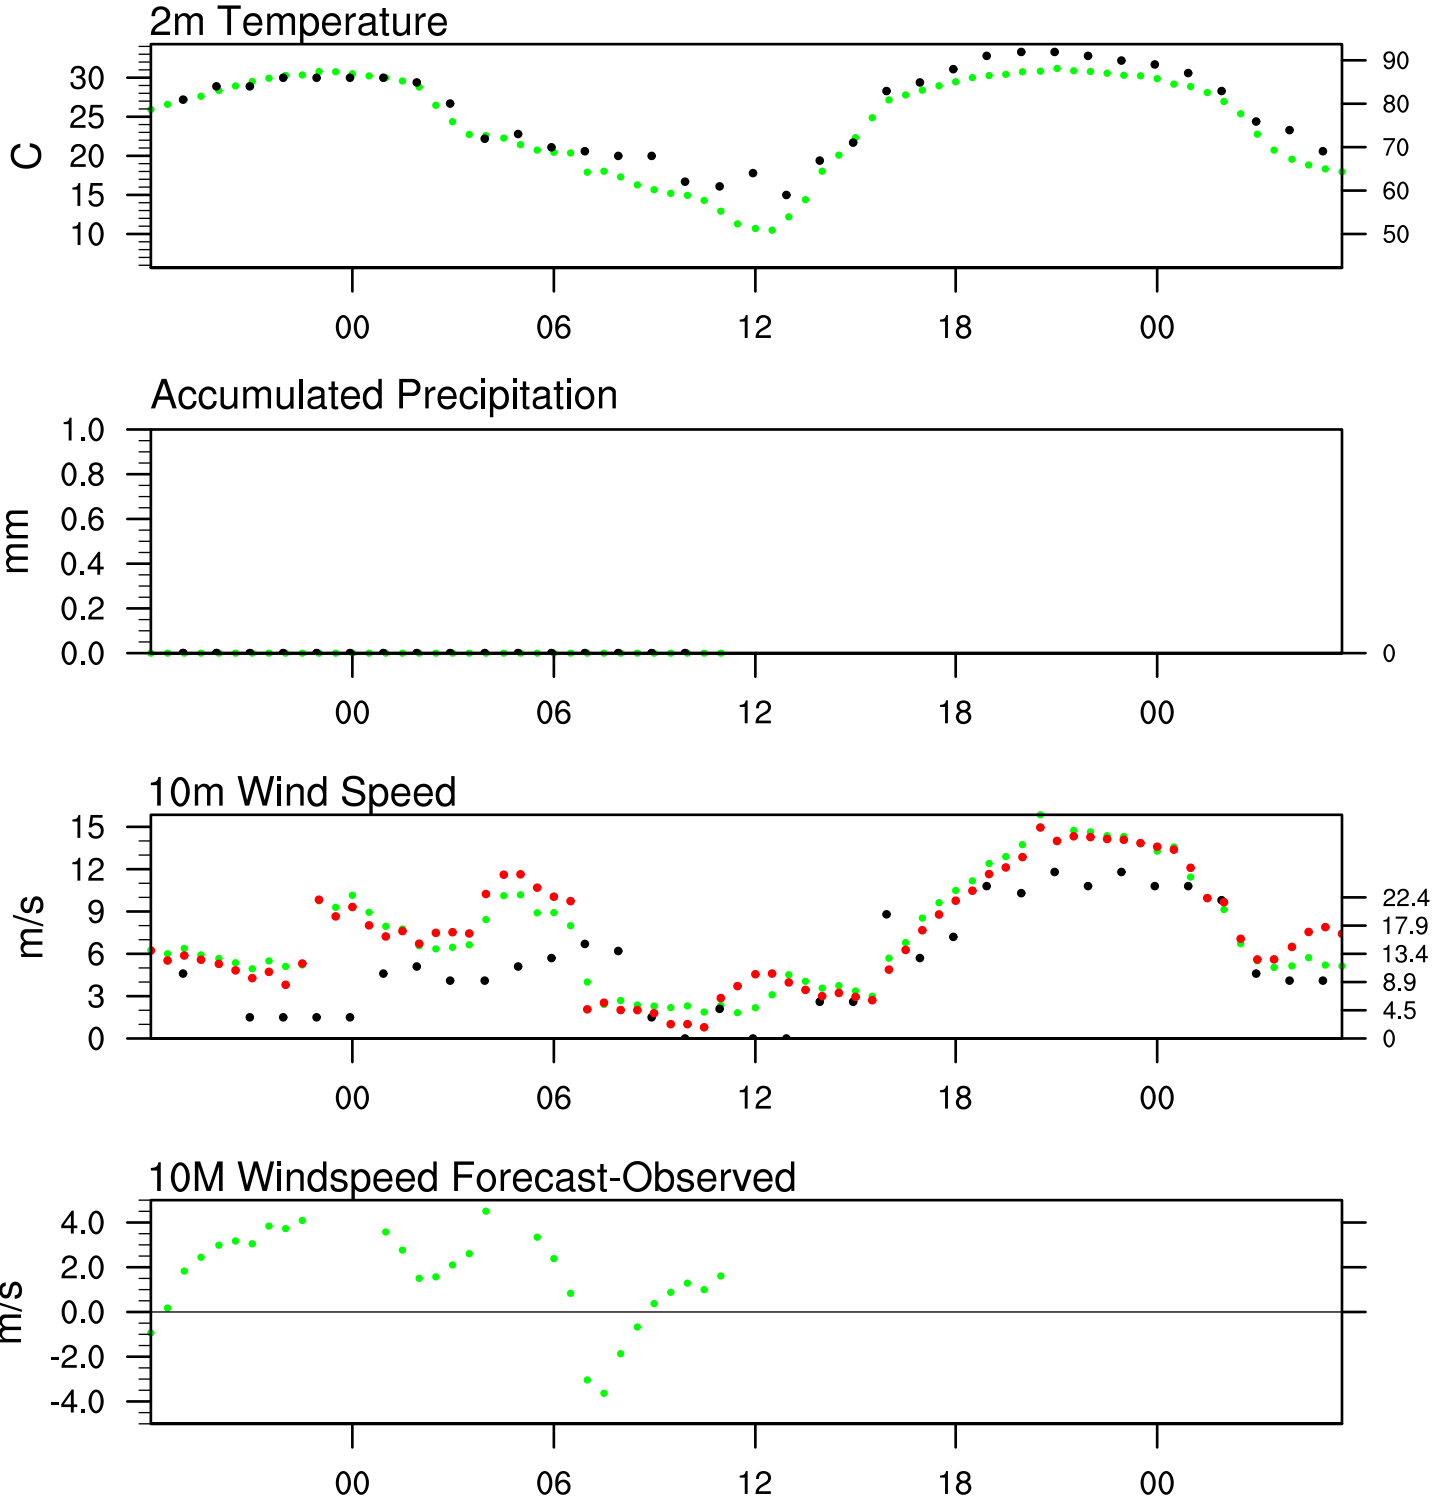 2m Temperature
30
25
20
15
10
C
90
80
70
60
50
00 06 12 18 00
Accumulated Precipitation
1.0
0.8
0.6
0.4
0.2
0.0
mm
0
00 06 12 18 00
10m Wind Speed
15
12
9
6
3
0
m/s
22.4
17.9
13.4
8.9
4.5
0
00 06 12 18 00
10M Windspeed Forecast-Observed
4.0
2.0
0.0
-2.0
-4.0
m/s
00 06 12 18 00